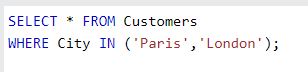 SELECT * FROM Customers
WHERE City IN ('Paris','London');